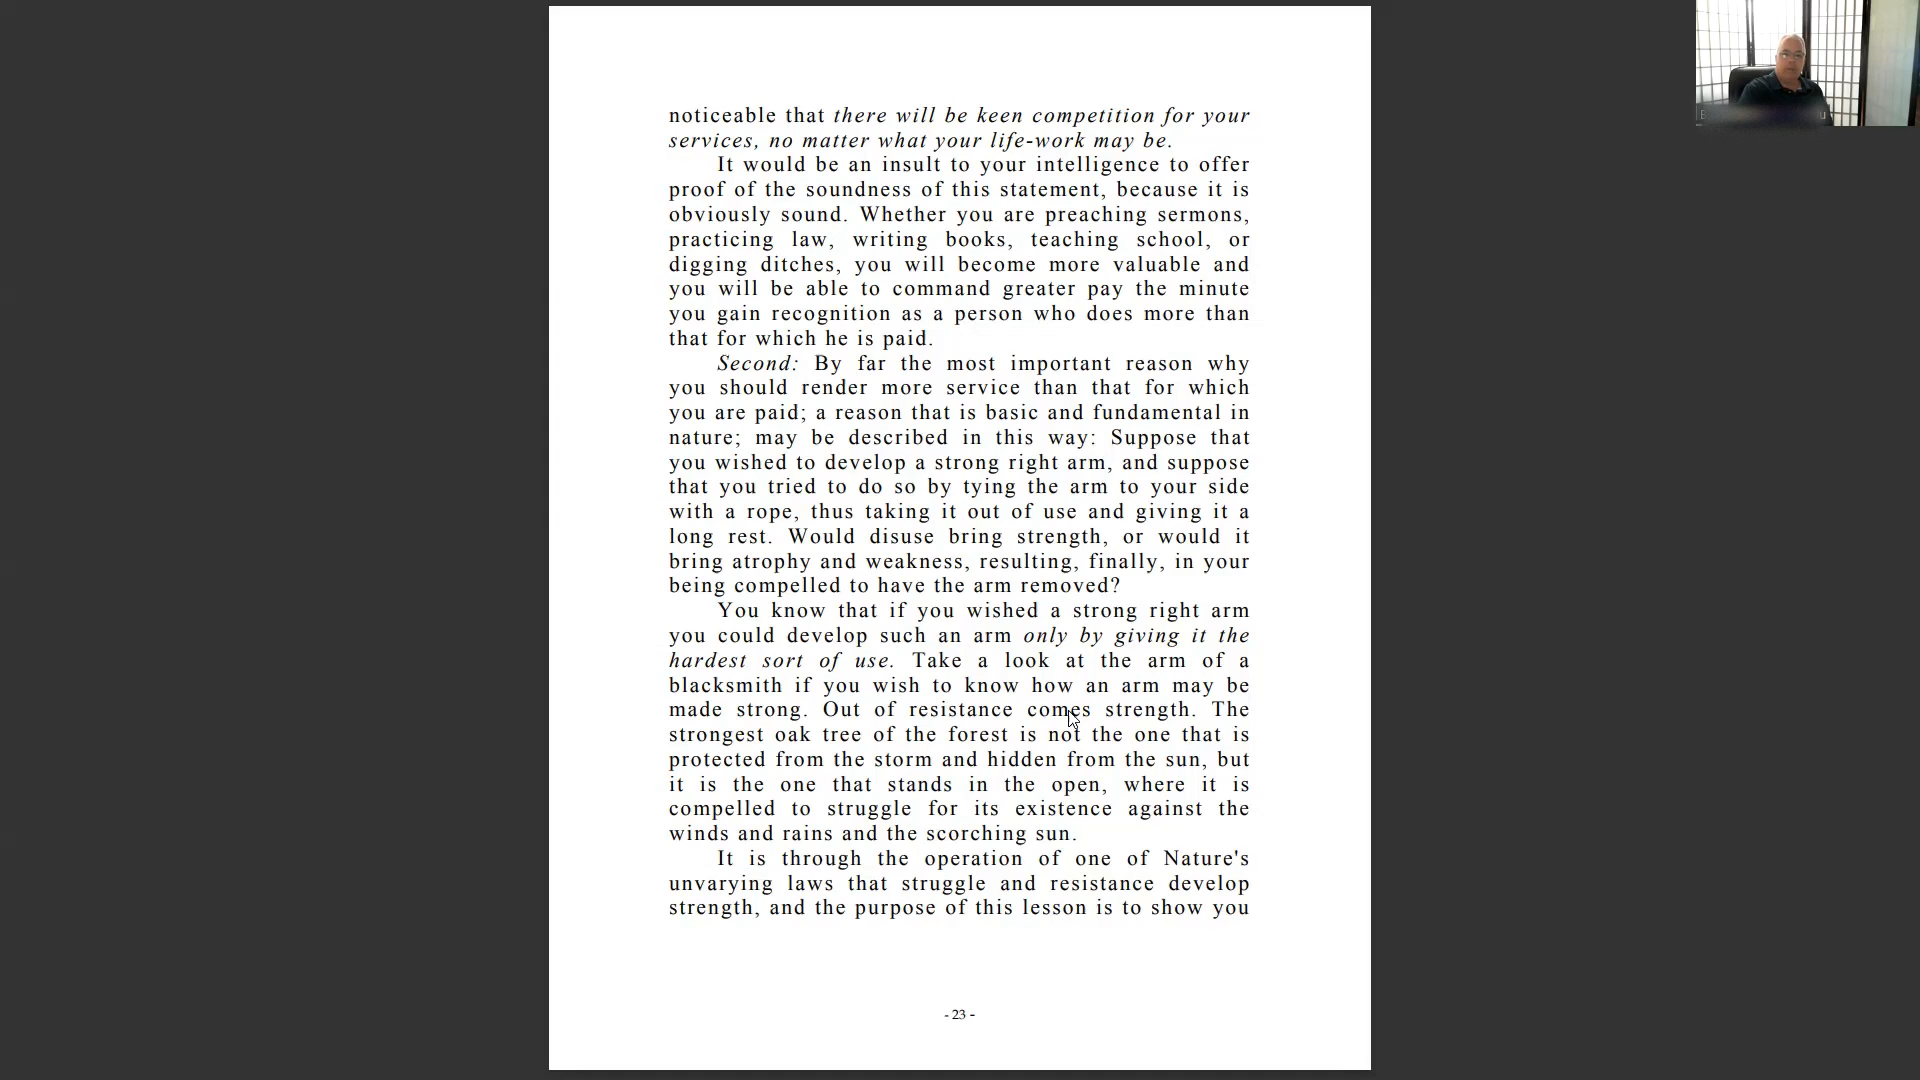 noticeable that there will be keen competition for your
services, no matter what your life-work may be.
It would be an insult to your intelligence to offer
proof of the soundness of this statement, because it is
obviously sound. Whether you are preaching sermons,
practicing law, writing books, teaching school, or
digging ditches, you will become more valuable and
you will be able to command greater pay the minute
you gain recognition as a person who does more than
that for which he is paid.
Second: By far the most important reason why
you should render more service than that for which
you are paid; a reason that is basic and fundamental in
nature; may be described in this way: Suppose that
you wished to develop a strong right arm, and suppose
that you tried to do so by tying the arm to your side
with a rope, thus taking it out of use and giving it a
long rest. Would disuse bring strength, or would it
bring atrophy and weakness, resulting, finally, in your
being compelled to have the arm removed?
You know that if you wished a strong right arm
you could develop such an arm only by giving it the
hardest sort of use. Take a look at the arm of a
blacksmith if you wish to know how an arm may be
made strong. Out of resistance comes strength. The
strongest oak tree of the forest is not the one that is
protected from the storm and hidden from the sun, but
it is the one that stands in the open, where it is
compelled to struggle for its existence against the
winds and rains and the scorching sun.
It is through the operation of one of Nature's
unvarying laws that struggle and resistance develop
strength, and the purpose of this lesson is to show you
- 23 -